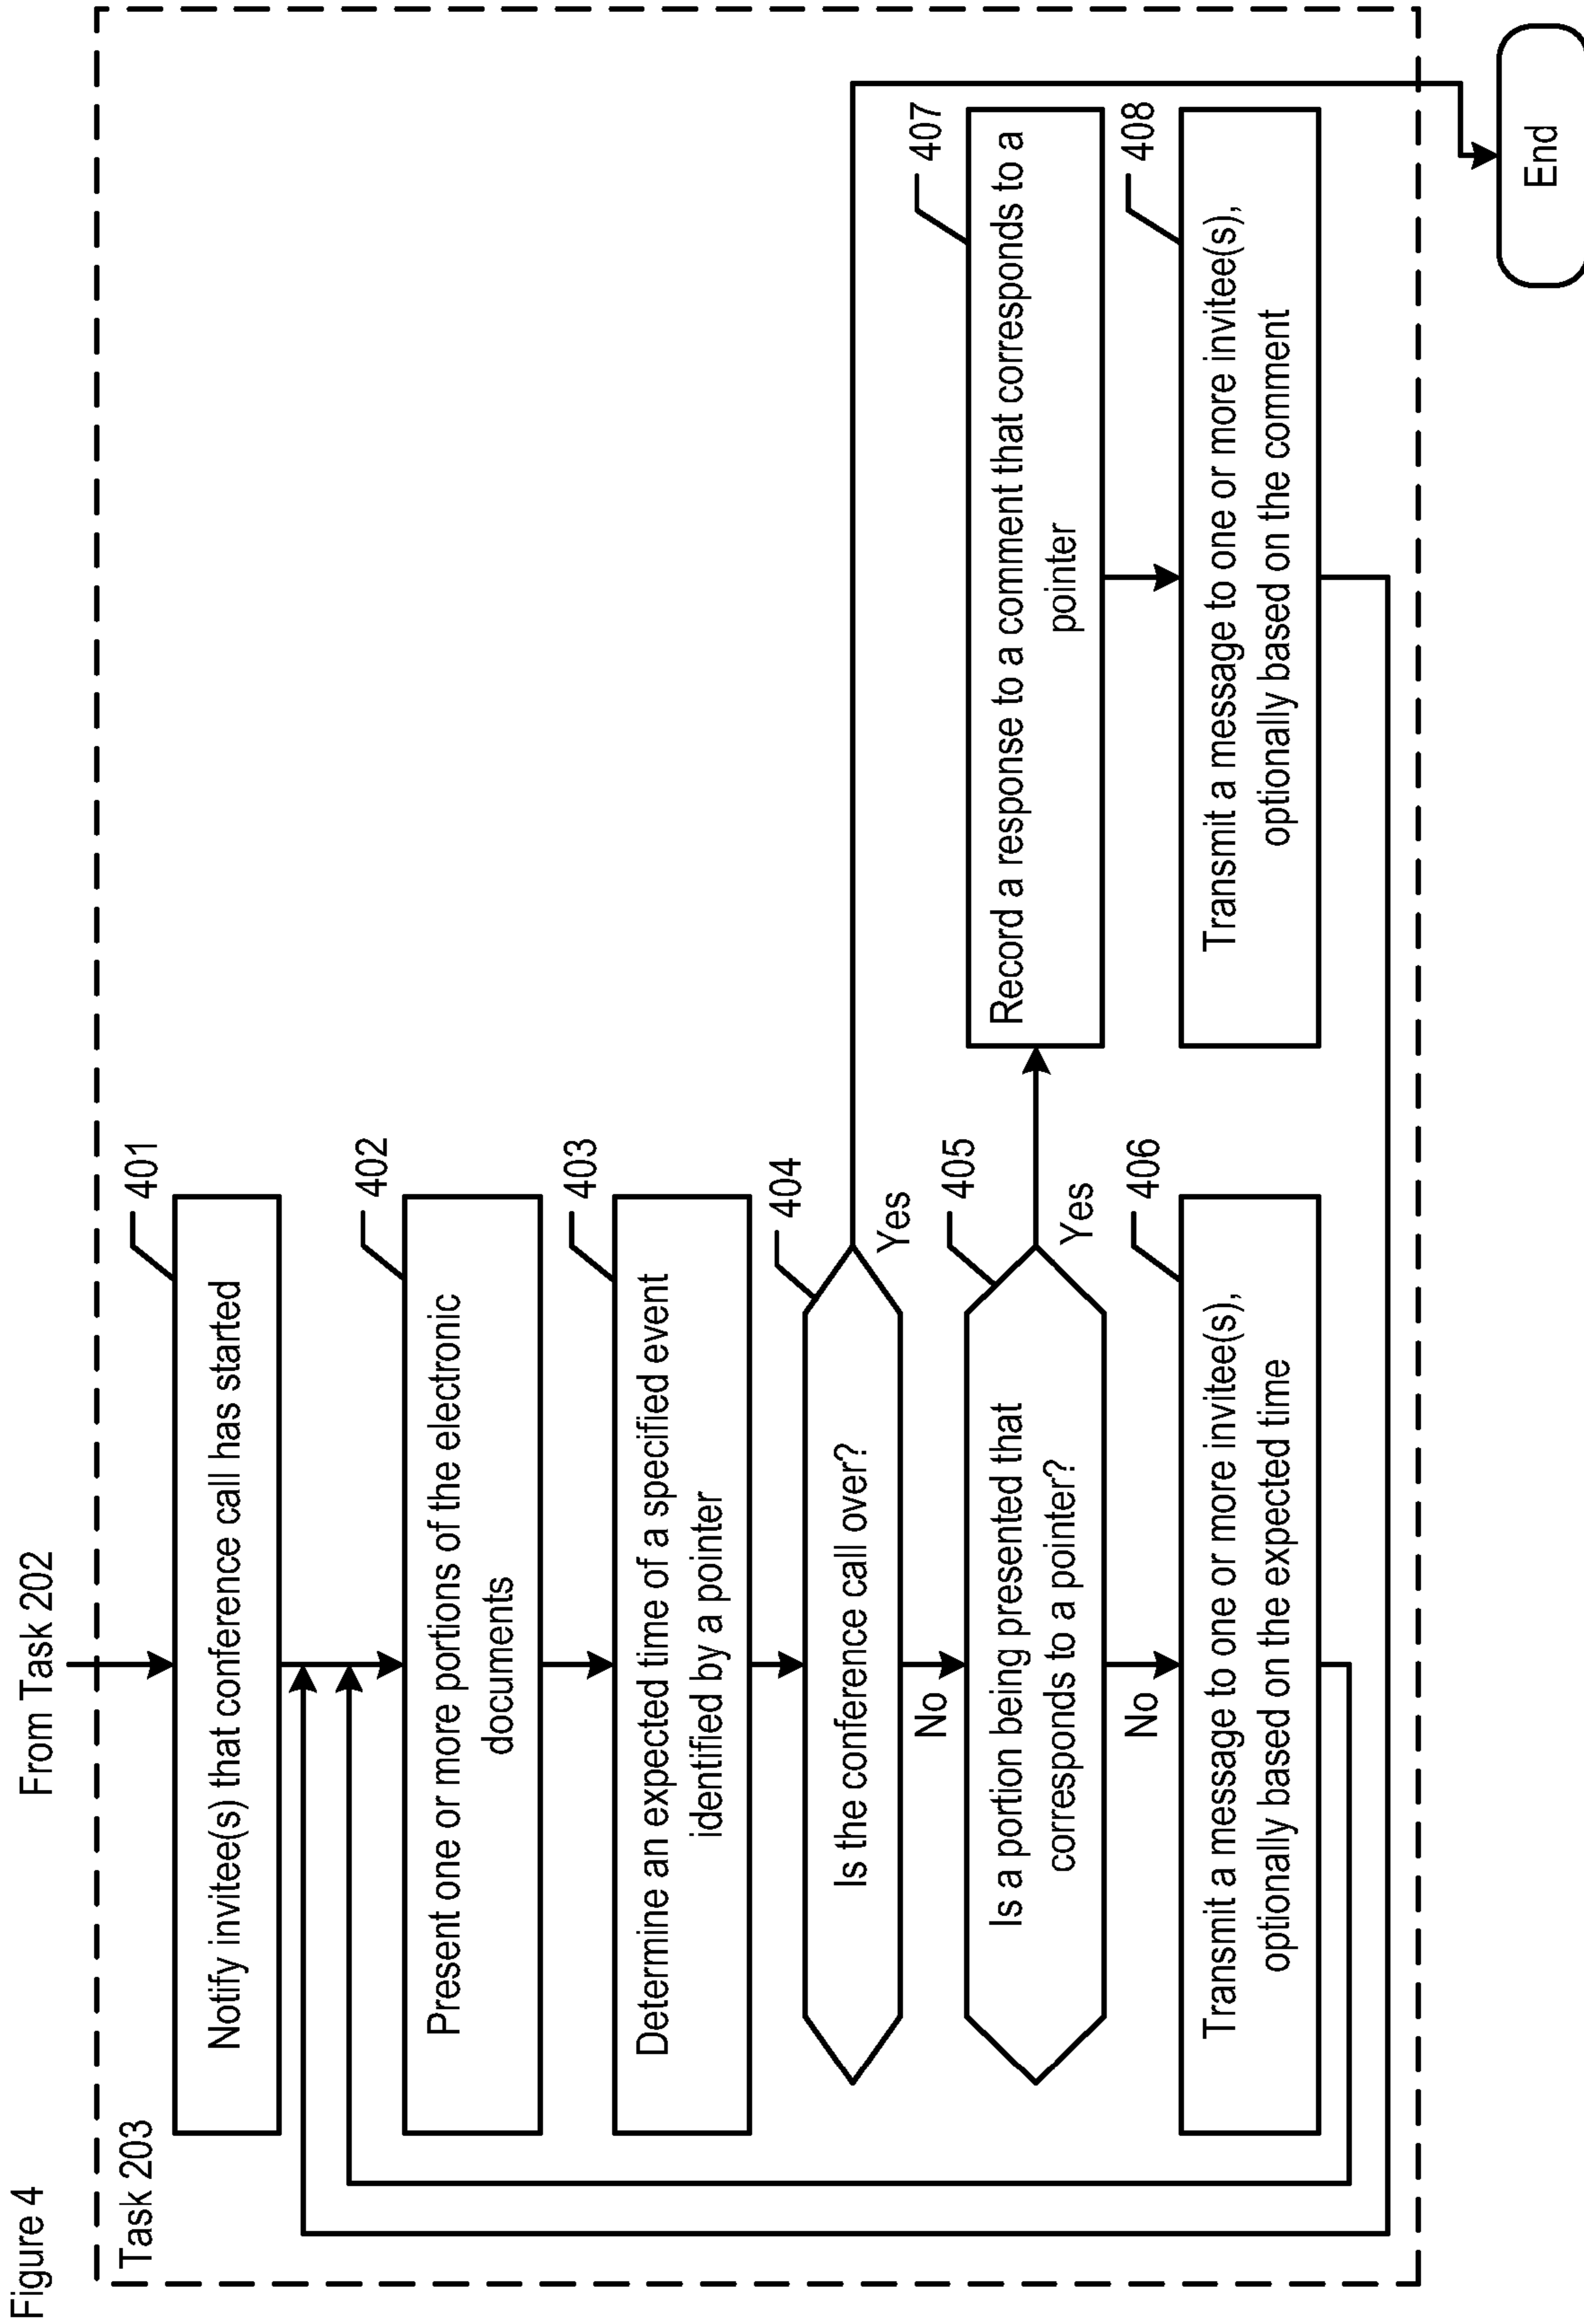 Figure 4
From Task 202
Task 203
401
Notify invitee(s) that conference call has started
402
Present one or more portions of the electronic
documents
403
Determine an expected time of a specified event
identified by a pointer
404
Is the conference call over?
Yes
No
405
Is a portion being presented that
corresponds to a pointer?
Yes
No
406
Transmit a message to one or more invitee(s),
optionally based on the expected time
407
Record a response to a comment that corresponds to a
pointer
408
Transmit a message to one or more invitee(s),
optionally based on the comment
End